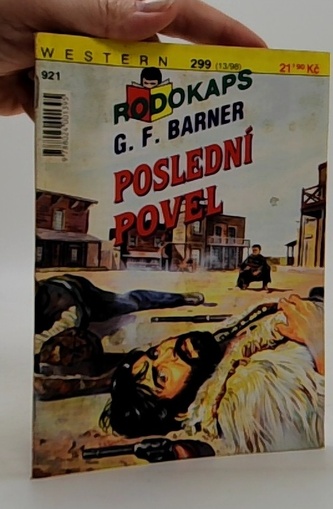 WESTERN 299 (13/98) 21.90 Kč
921
RODOKAPS
G. F. BARNER
POSLEDNÍ
POVEL